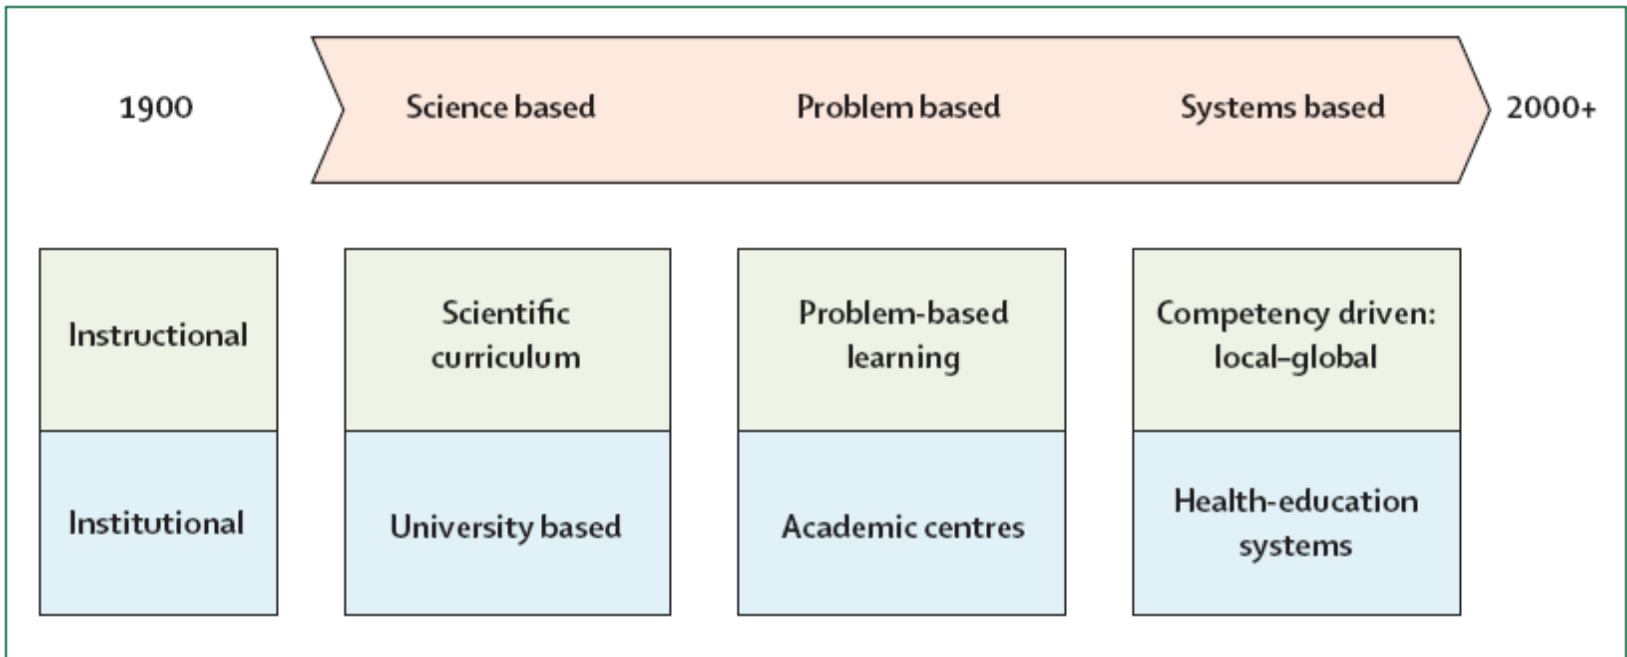 1900
Science based
Problem based
Systems based
2000+
Instructional
Scientific
curriculum
Problem-based
learning
Competency driven:
local–global
Institutional
University based
Academic centres
Health-education
systems